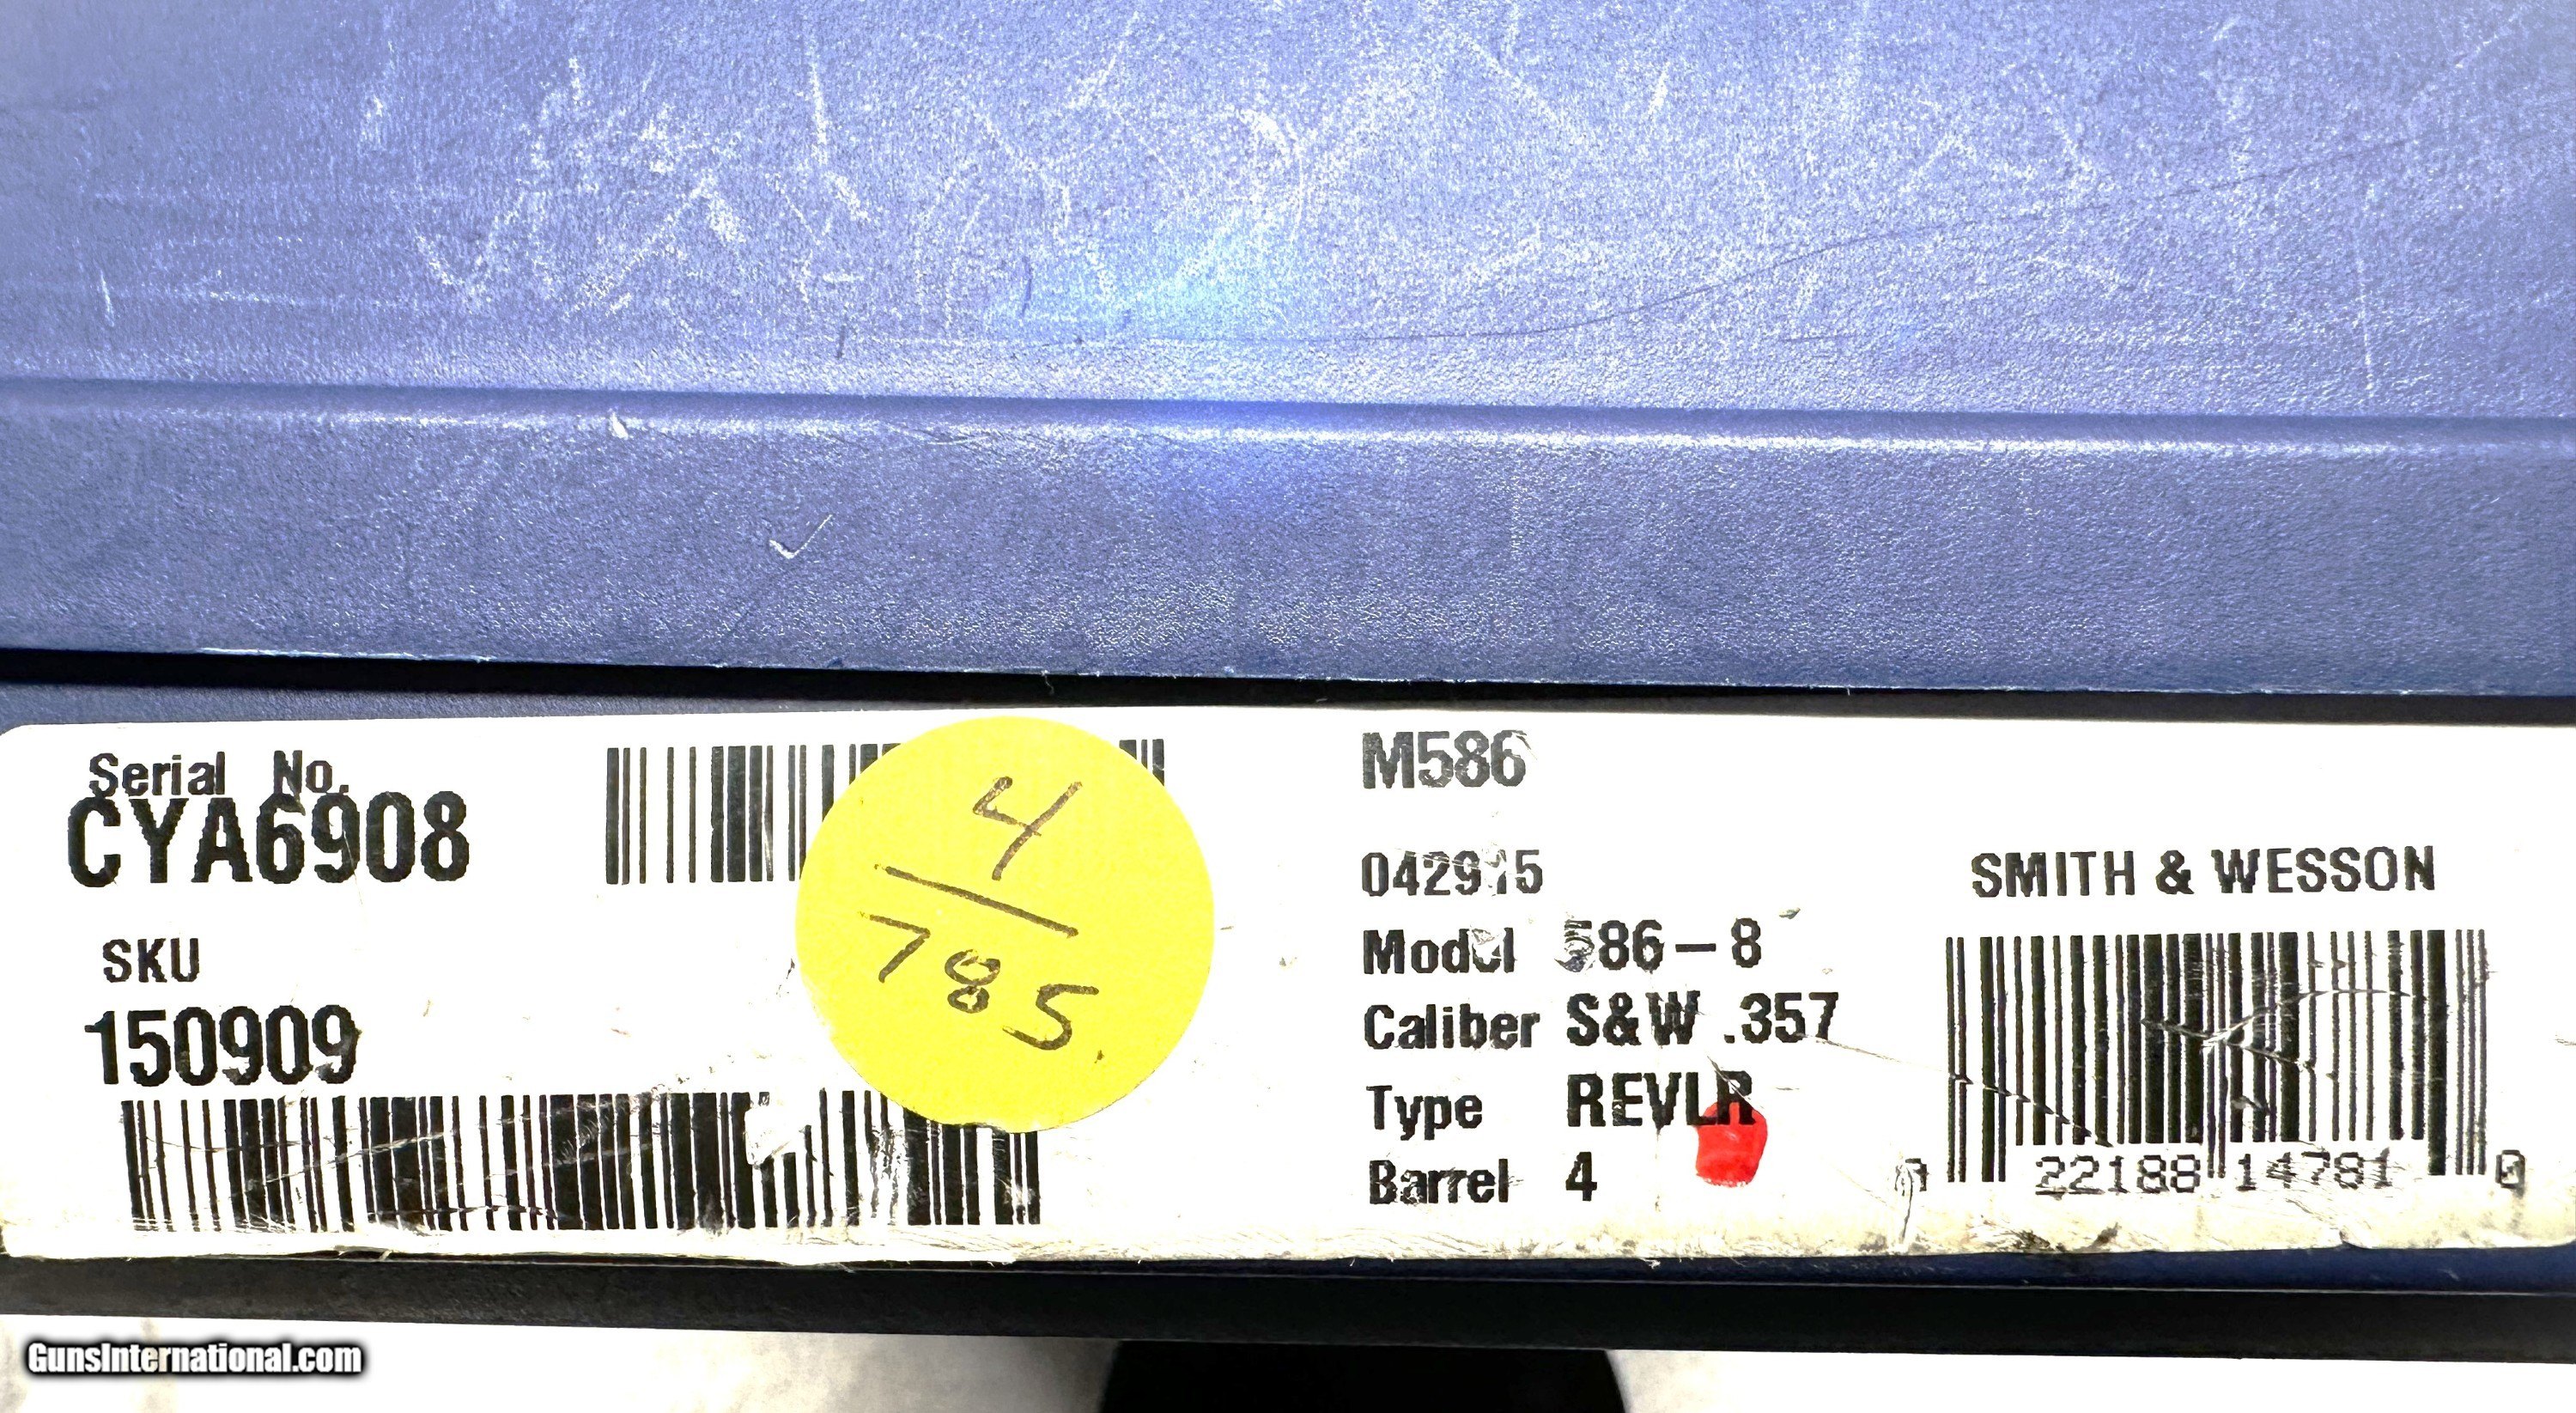 Serial No.
CYA6908
SKU
150909
4
785
M586
042915
Model 586-8
Caliber S&W .357
Type REVLR
Barrel 4
SMITH & WESSON
22188 14781 0
GunsInternational.com